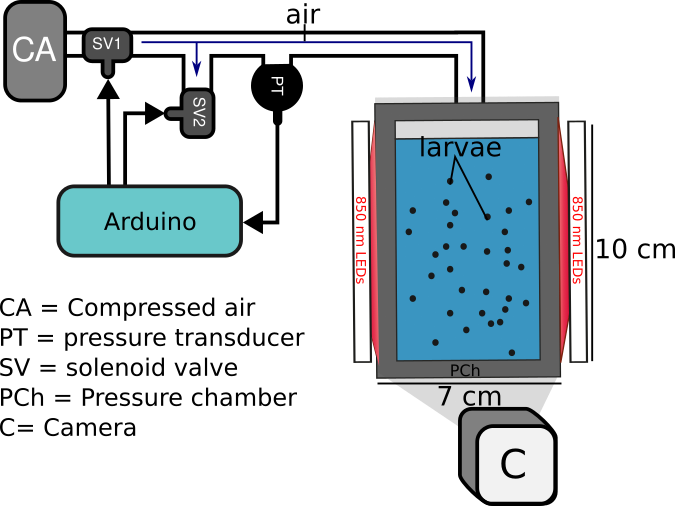 air
CA
SV1
SV2
PT
larvae
Arduino
850 nm LEDs
850 nm LEDs
10 cm
CA = Compressed air
PT = pressure transducer
SV = solenoid valve
PCh = Pressure chamber
C= Camera
PCh
7 cm
C